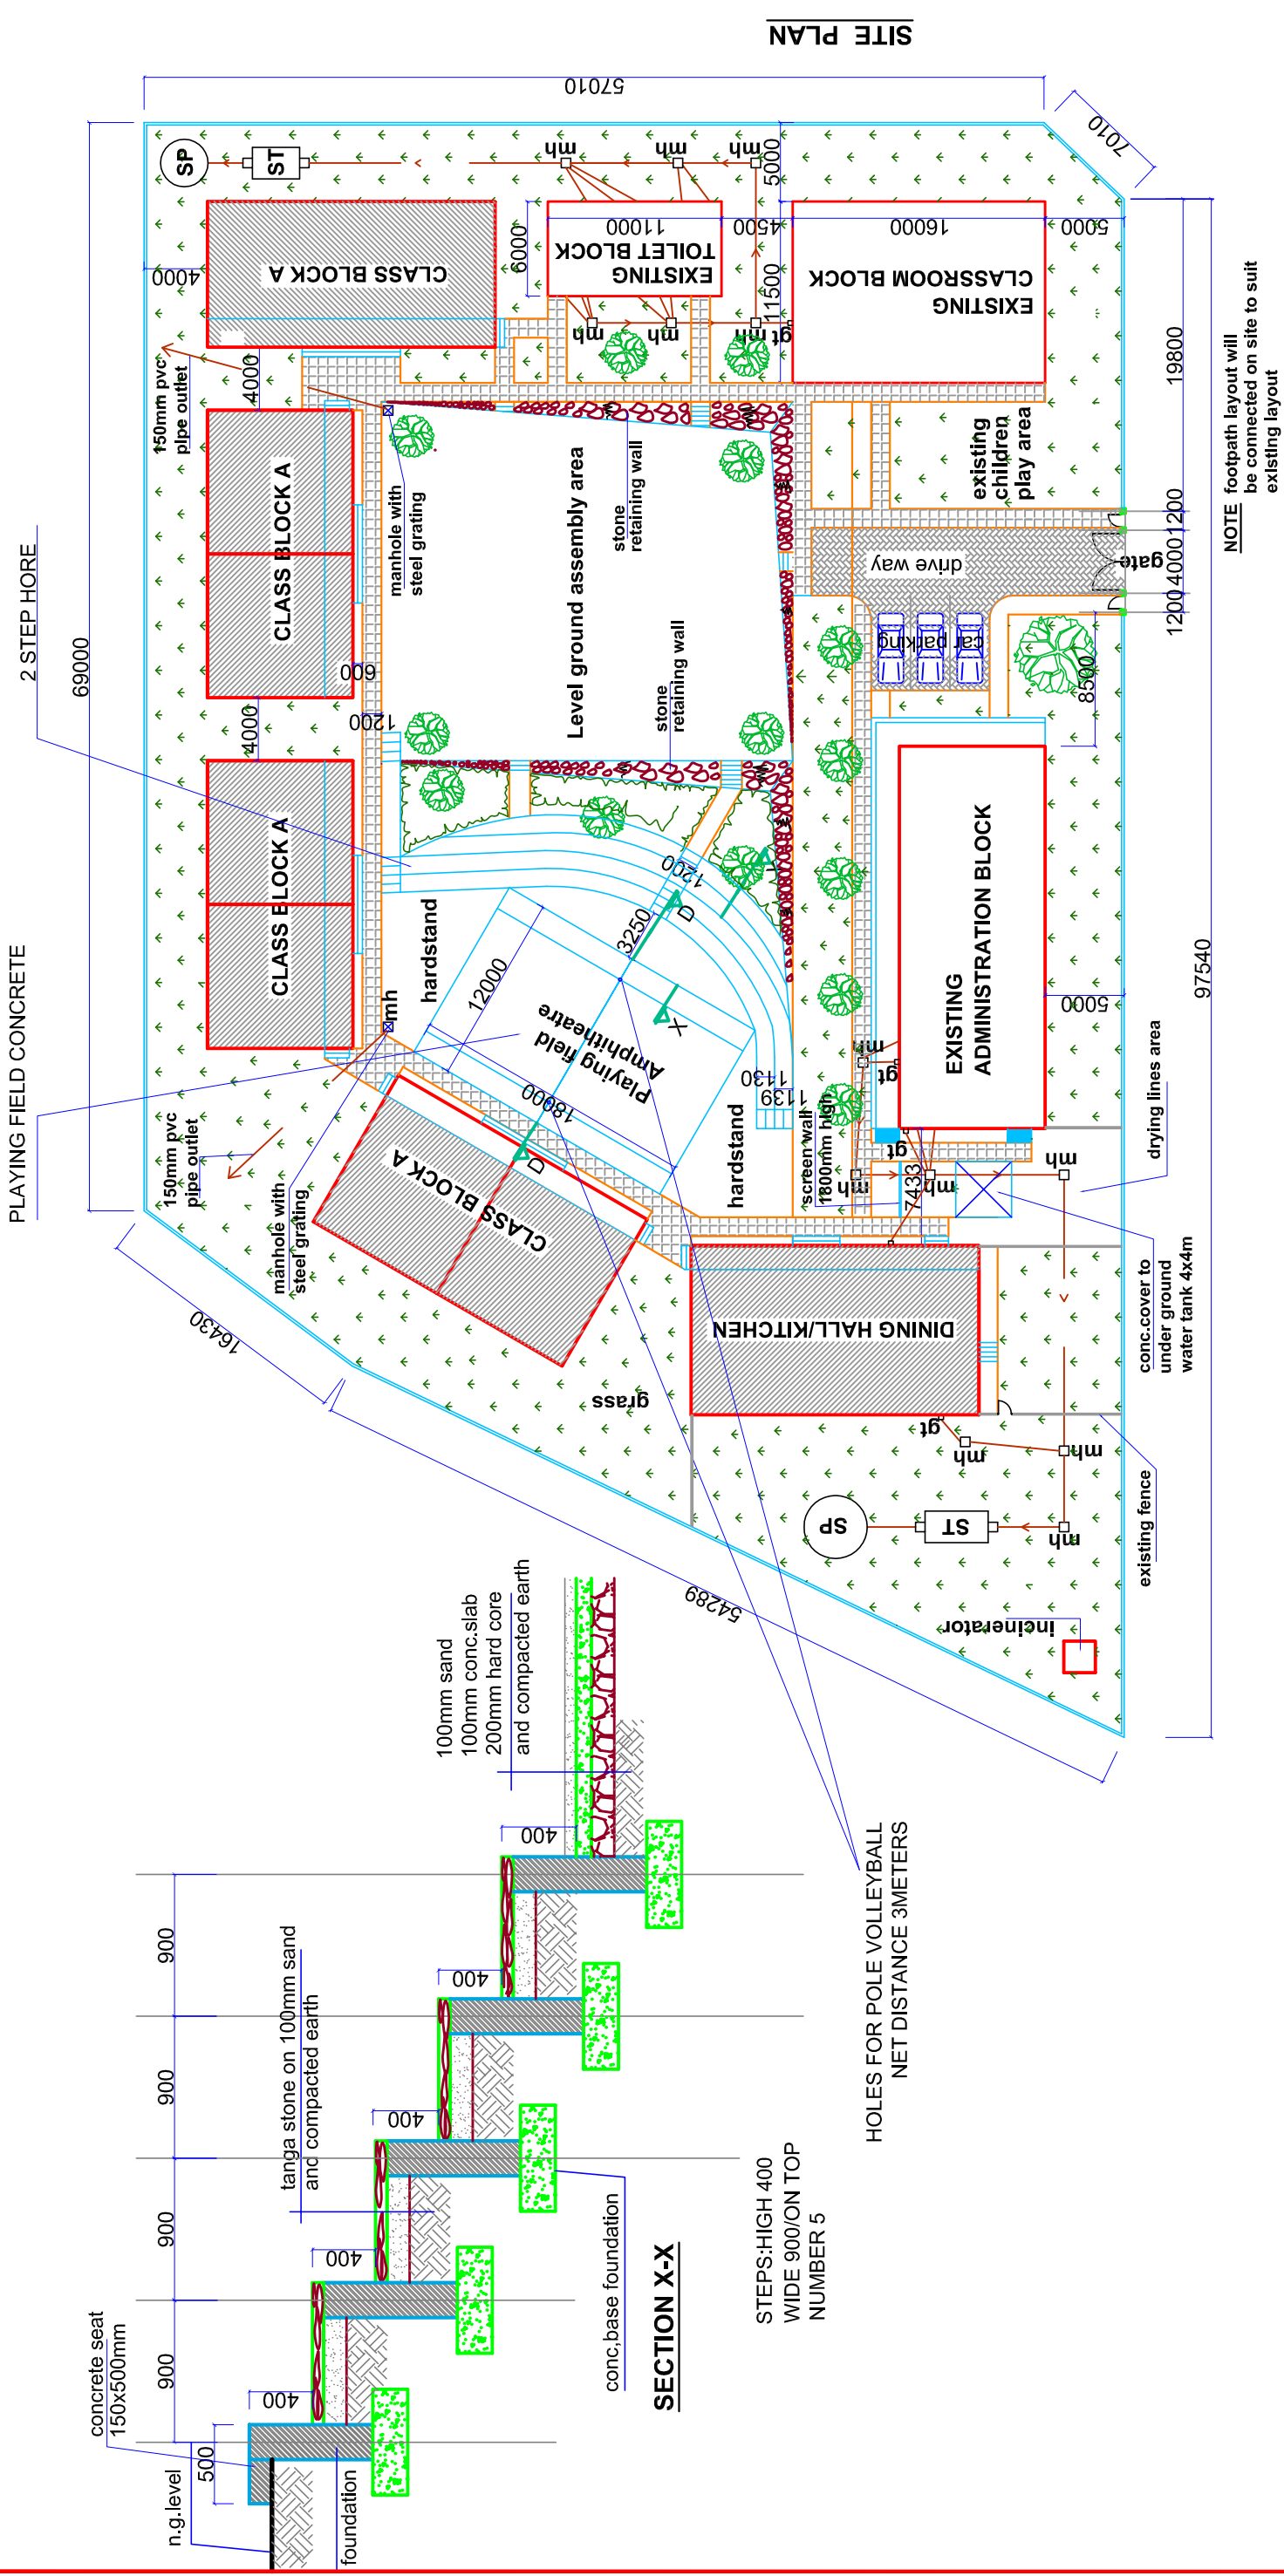 SITE PLAN
57010
69000
7010
SP
ST
4000
CLASS BLOCK A
mh
mh
mh
5000
6000
11000
EXISTING
TOILET BLOCK
4500
16000
5000
11500
EXISTING
CLASSROOM BLOCK
mh
mh
gt mh
150mm pvc
pipe outlet
4000
CLASS BLOCK A
600
1200
4000
CLASS BLOCK A
2 STEP HORE
PLAYING FIELD CONCRETE
manhole with
steel grating
stone
retaining wall
Level ground assembly area
stone
retaining wall
existing
children
play area
19800
1200
4000
1200
NOTE footpath layout will
be connected on site to suit
existing layout
gate
drive way
car parking
8500
EXISTING
ADMINISTRATION BLOCK
5000
97540
hardstand
mh
12000
Playing field
Amphitheatre
18000
3250
1200
D
X
X
D
1130
1139
hardstand
screen wall
1800mm high
mh
gt
gt
mh
mh
7433
mh
drying lines area
conc.cover to
under ground
water tank 4x4m
CLASS BLOCK A
150mm pvc
pipe outlet
manhole with
steel grating
16430
DINING HALL/KITCHEN
grass
gt
mh
mh
mh
SP
ST
existing fence
incinerator
54289
100mm sand
100mm conc.slab
200mm hard core
and compacted earth
900
900
900
900
400
400
400
400
400
tanga stone on 100mm sand
and compacted earth
concrete seat
150x500mm
n.g.level
500
foundation
conc,base foundation
SECTION X-X
STEPS:HIGH 400
WIDE 900/ON TOP
NUMBER 5
HOLES FOR POLE VOLLEYBALL
NET DISTANCE 3METERS